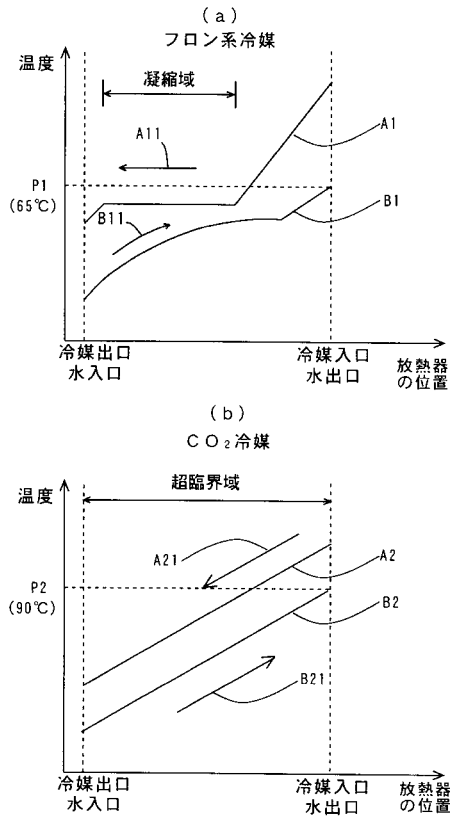 (a)
フロン系冷媒
温度
凝縮域
A11
A1
P1
(65℃)
B1
B11
冷媒出口
水入口
冷媒入口
水出口
放熱器
の位置
(b)
CO₂冷媒
温度
超臨界域
A21
A2
P2
(90℃)
B2
B21
冷媒出口
水入口
冷媒入口
水出口
放熱器
の位置